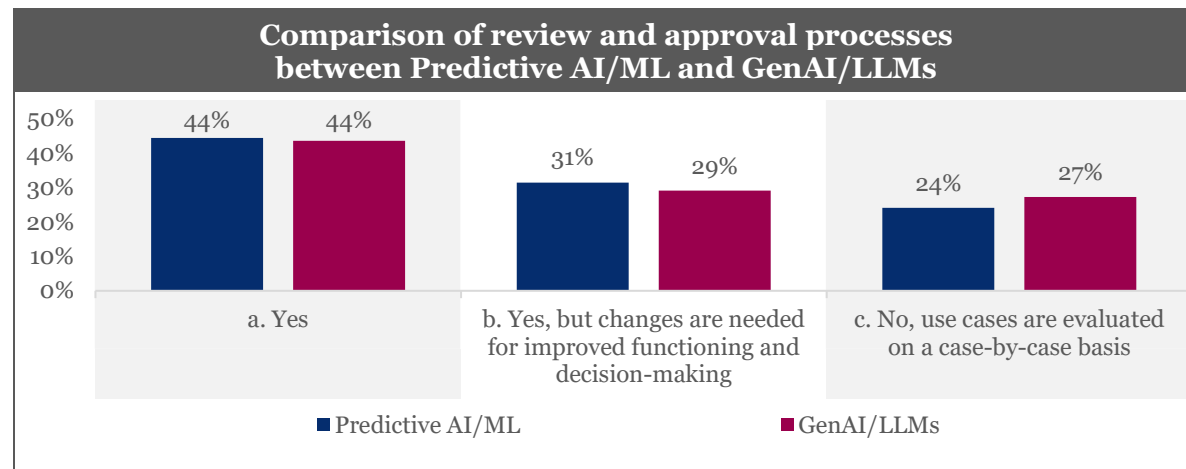 Comparison of review and approval processes
between Predictive AI/ML and GenAI/LLMs
50%
40%
30%
20%
10%
0%
44%
44%
31%
29%
24%
27%
a. Yes
b. Yes, but changes are needed
for improved functioning and
decision-making
c. No, use cases are evaluated
on a case-by-case basis
Predictive AI/ML
GenAI/LLMs